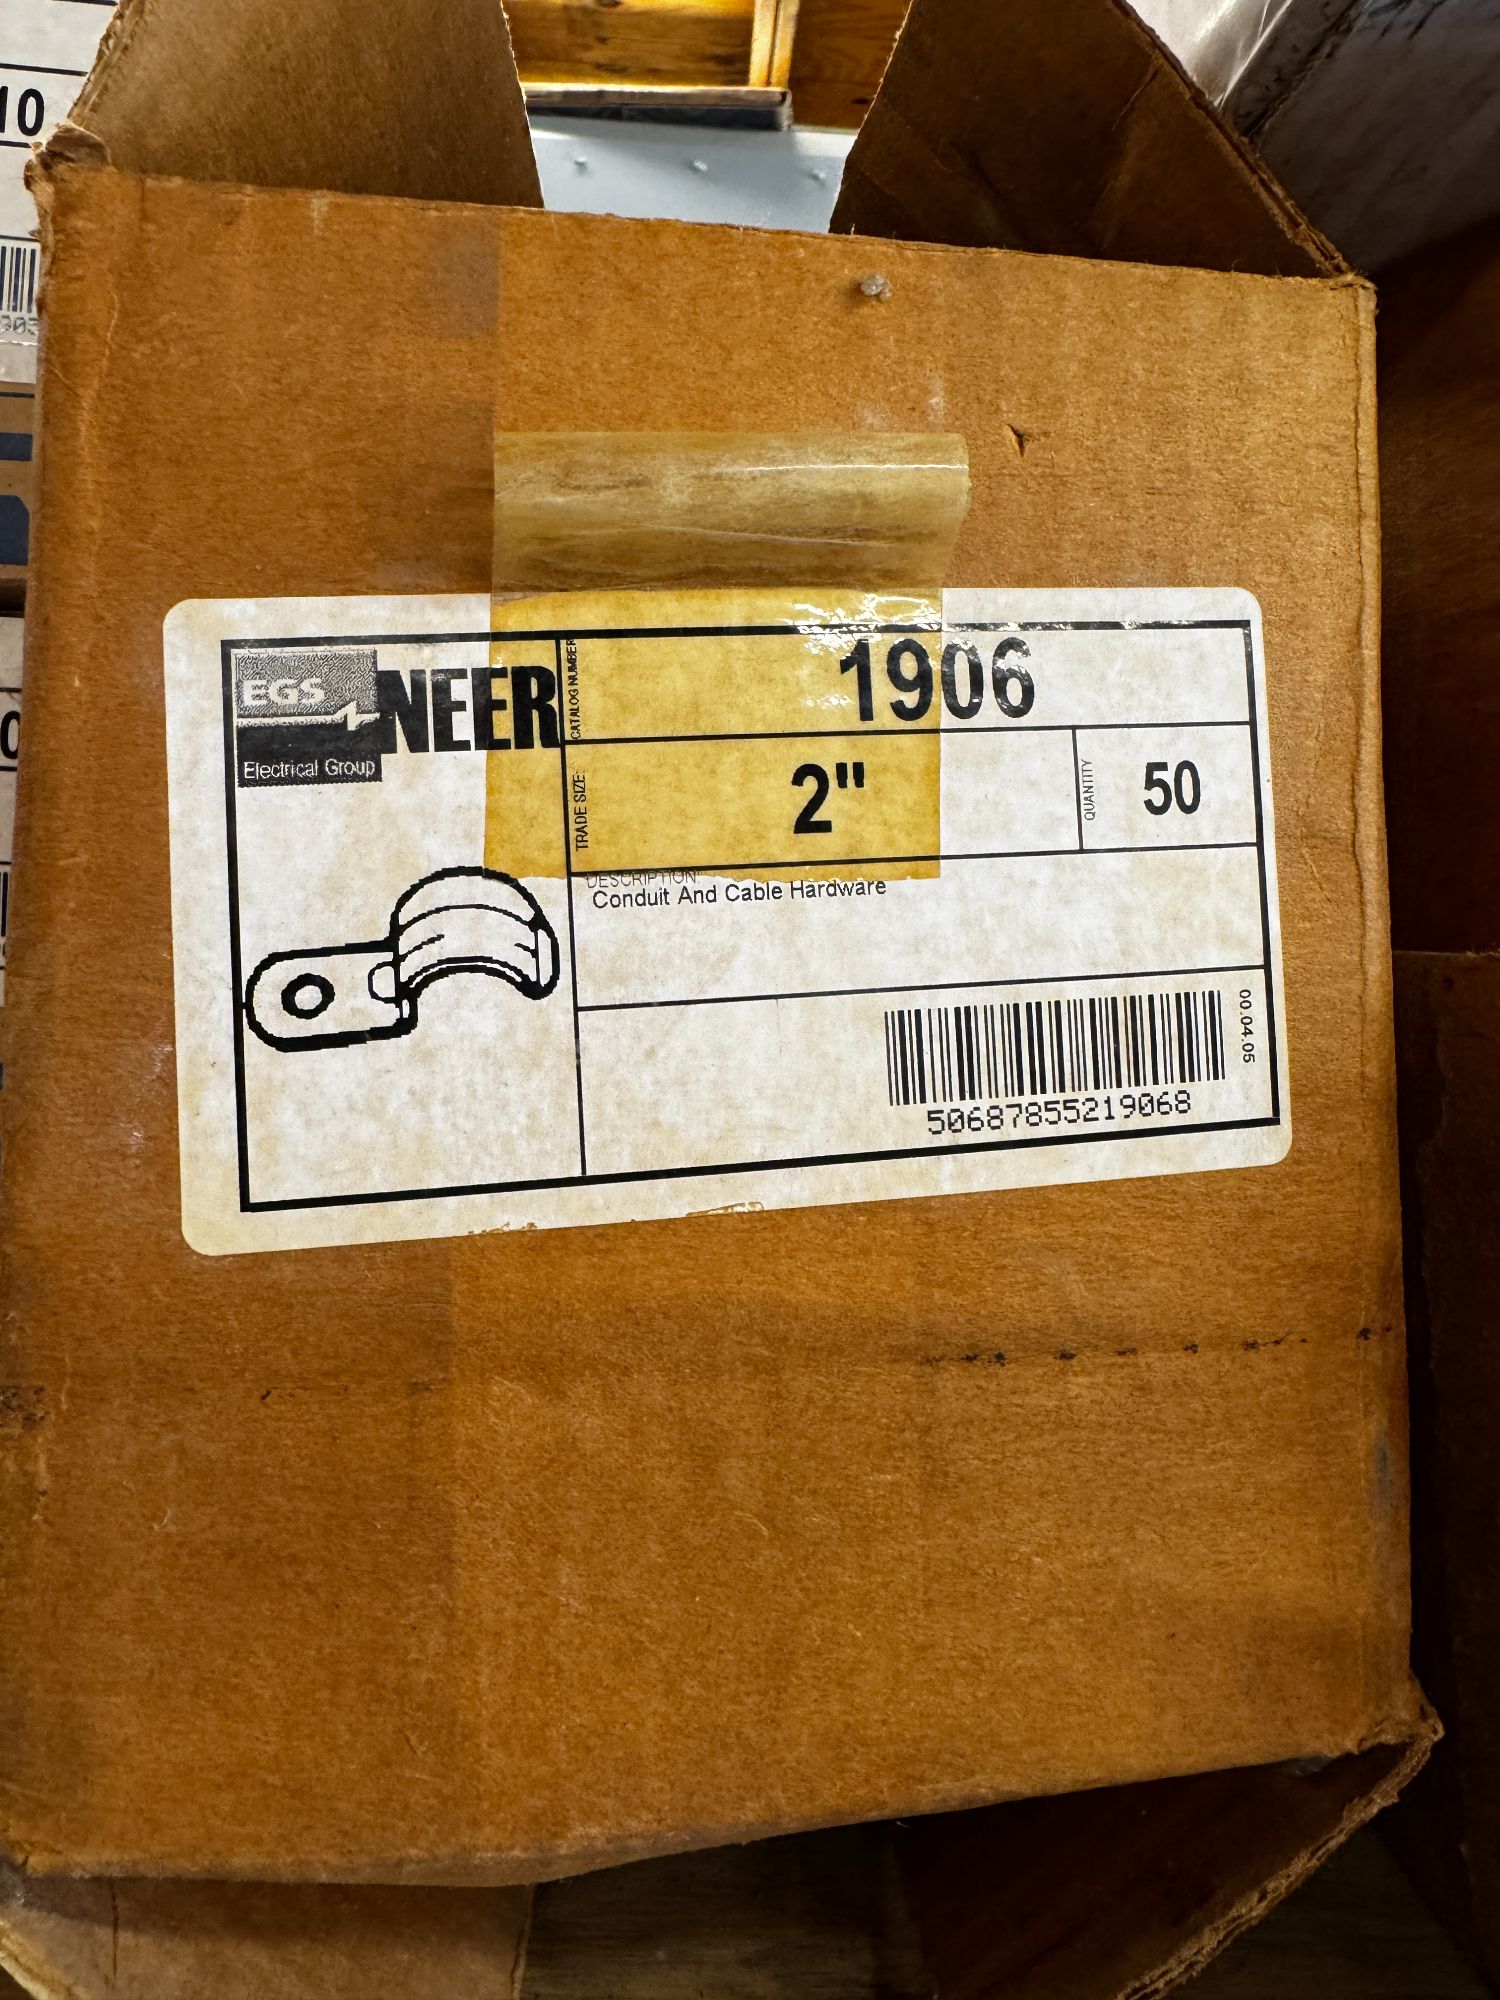 10
EGS
Electrical Group
NEER
CATALOG NUMBER
1906
TRADE SIZE:
2"
QUANTITY
50
DESCRIPTION:
Conduit And Cable Hardware
50687855219068
00.04.05